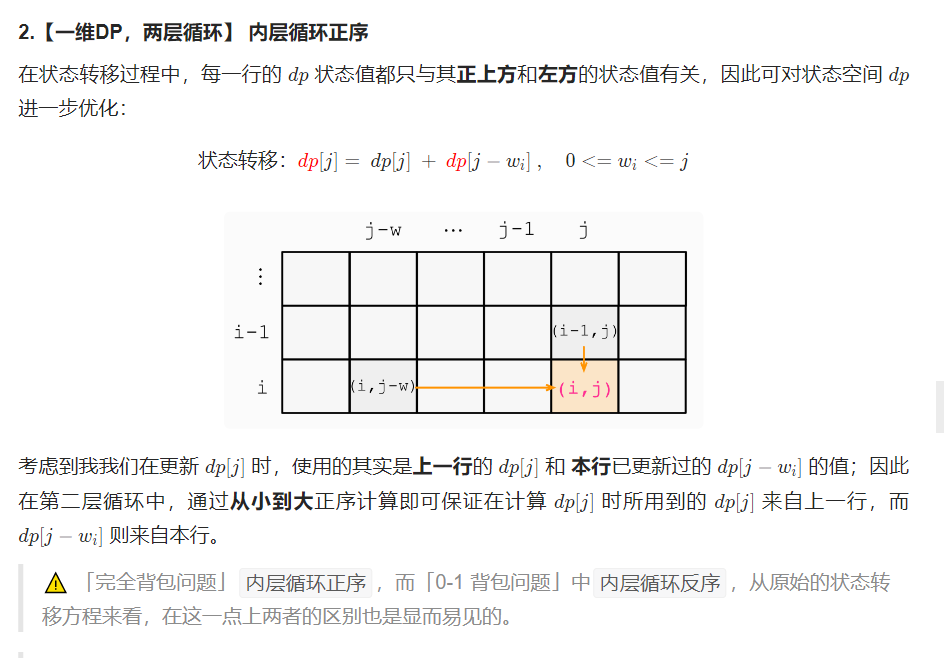 2.【一维DP，两层循环】 内层循环正序
在状态转移过程中，每一行的 dp 状态值都只与其正上方和左方的状态值有关，因此可对状态空间 dp
进一步优化：
状态转移：dp[j] = dp[j] + dp[j − wᵢ] ， 0 <= wᵢ <= j
j-w ... j-1 j
⋮
i-1 (i-1,j)
i (i,j-w) (i,j)
考虑到我我们在更新 dp[j] 时，使用的其实是上一行的 dp[j] 和 本行已更新过的 dp[j − wᵢ] 的值；因此
在第二层循环中，通过从小到大正序计算即可保证在计算 dp[j] 时所用到的 dp[j] 来自上一行，而
dp[j − wᵢ] 则来自本行。
「完全背包问题」 内层循环正序 ，而「0-1 背包问题」中 内层循环反序 ，从原始的状态转
移方程来看，在这一点上两者的区别也是显而易见的。